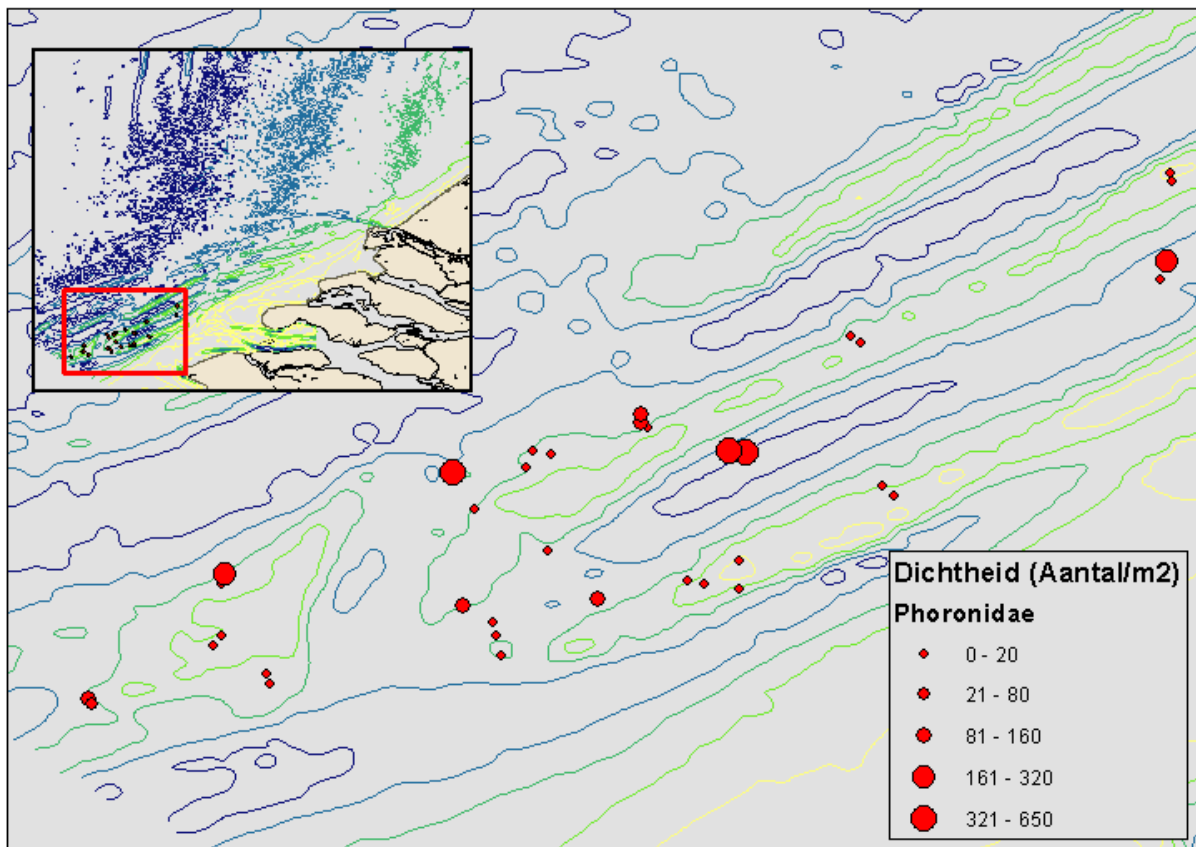 Dichtheid (Aantal/m2)
Phoronidae
0 - 20
21 - 80
81 - 160
161 - 320
321 - 650